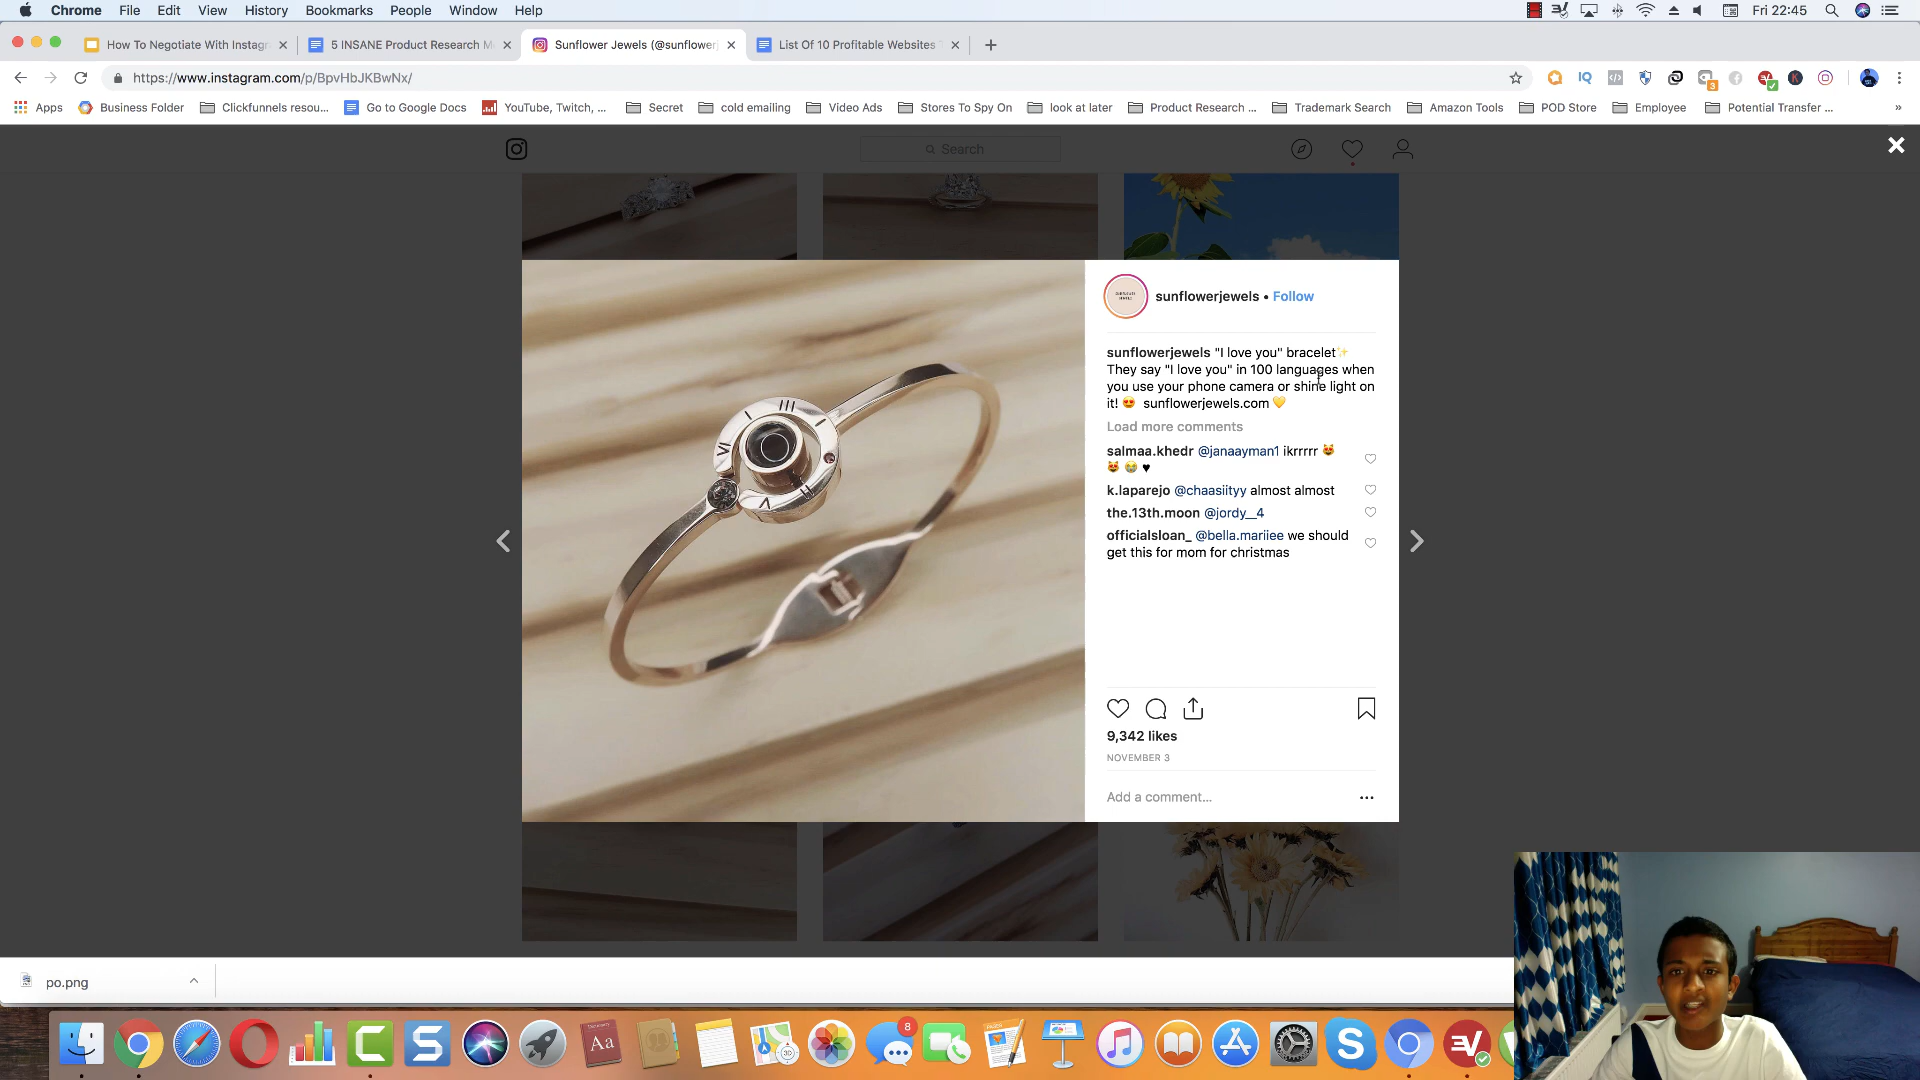 Chrome File Edit View History Bookmarks People Window Help
Fri 22:45
How To Negotiate With Instagr
5 INSANE Product Research M
Sunflower Jewels (@sunflower
List Of 10 Profitable Websites
https://www.instagram.com/p/BpvHbJKBwNx/
IQ
3
K
Apps
Business Folder
Clickfunnels resou...
Go to Google Docs
YouTube, Twitch, ...
Secret
cold emailing
Video Ads
Stores To Spy On
look at later
Product Research ...
Trademark Search
Amazon Tools
POD Store
Employee
Potential Transfer ...
»
Search
sunflowerjewels • Follow
sunflowerjewels "I love you" bracelet✨
They say "I love you" in 100 languages when
you use your phone camera or shine light on
it! 😍 sunflowerjewels.com 💛
Load more comments
salmaa.khedr @janaayman1 ikrrrrr 😻
😻 😭 ♥
k.laparejo @chaasiityy almost almost
the.13th.moon @jordy__4
officialsloan_ @bella.mariiee we should
get this for mom for christmas
9,342 likes
NOVEMBER 3
Add a comment...
po.png
Aa
8